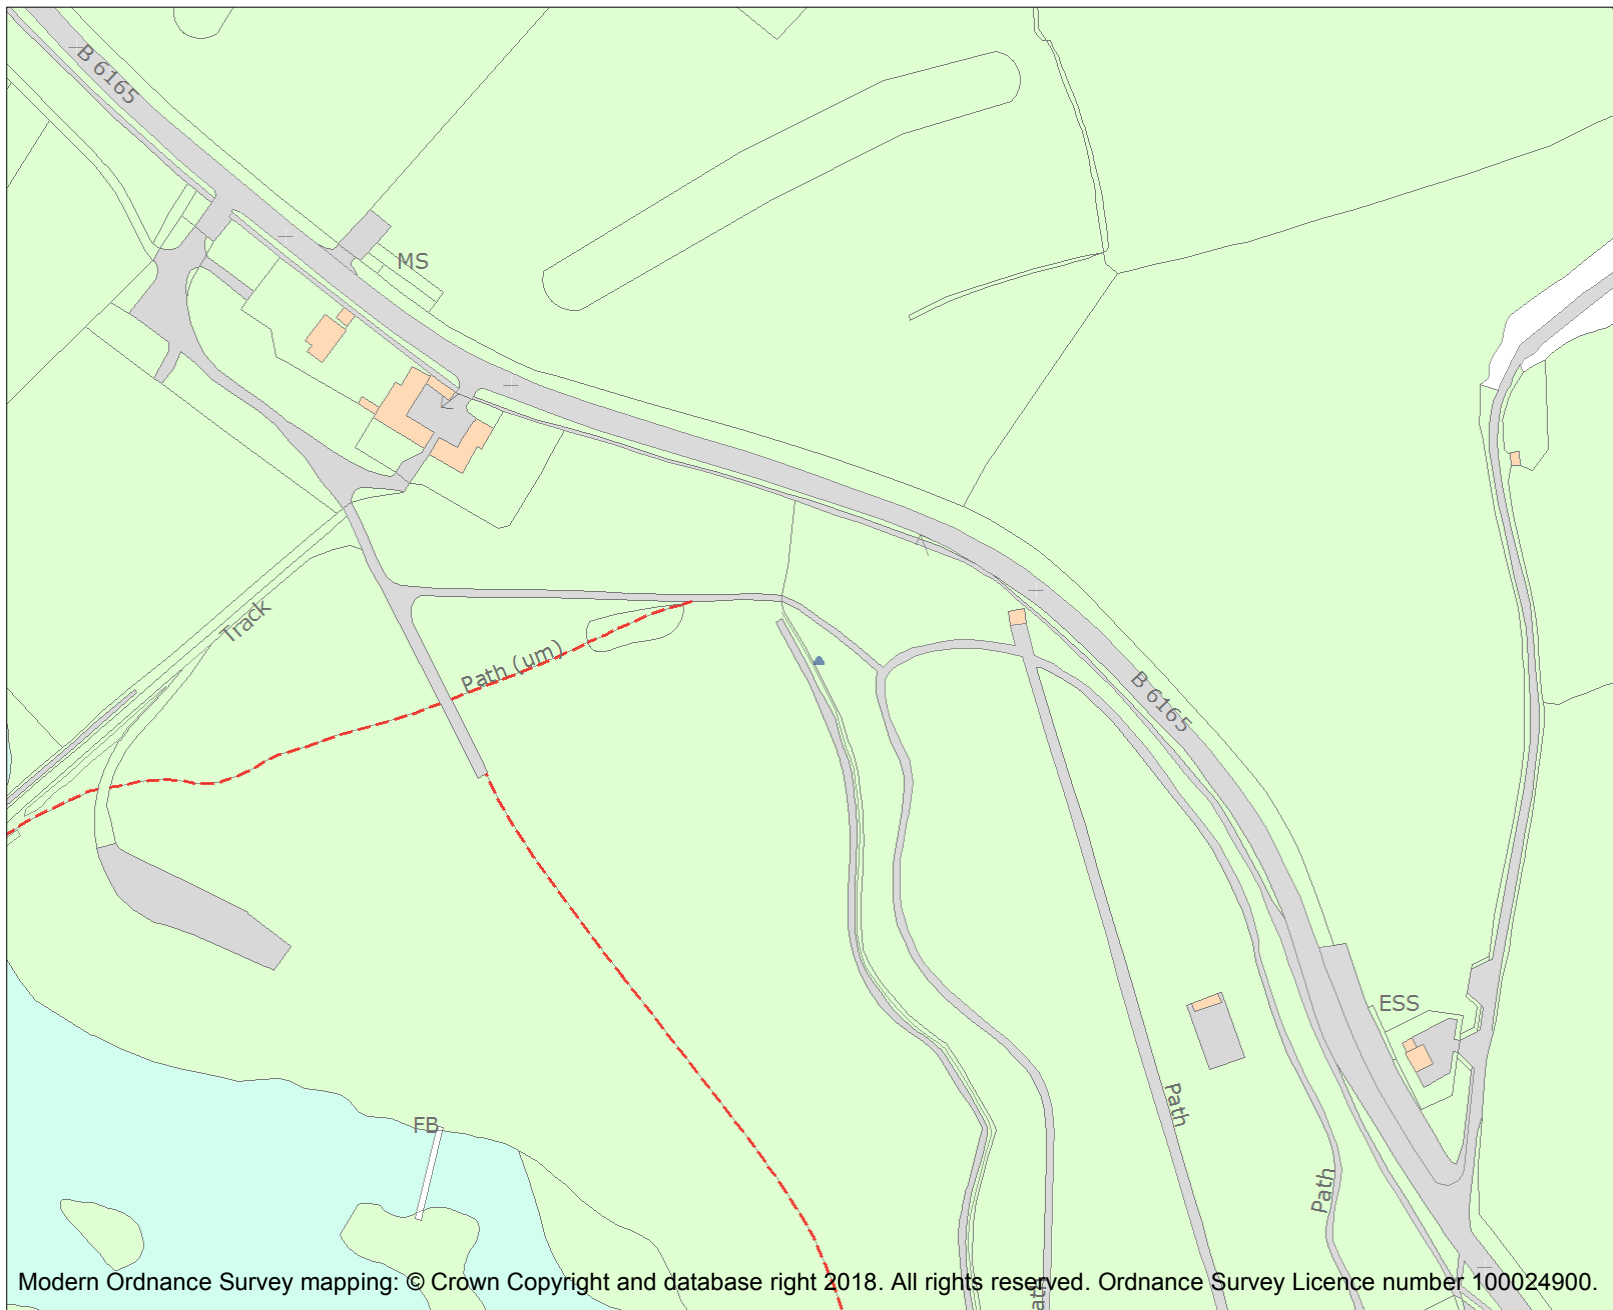 B 6165
MS
Track
Path (um)
B 6165
ESS
Path
FB
Path
Modern Ordnance Survey mapping: © Crown Copyright and database right 2018. All rights reserved. Ordnance Survey Licence number 100024900.